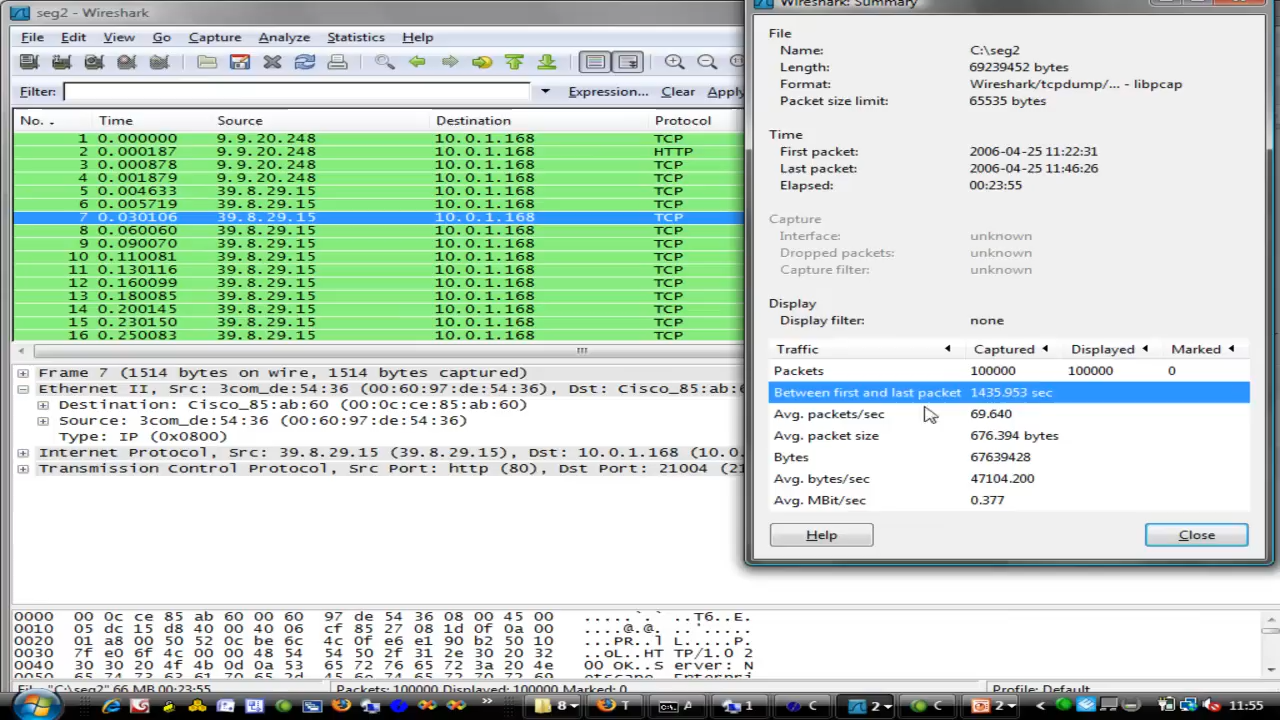 seg2 - Wireshark
File Edit View Go Capture Analyze Statistics Help
Filter: Expression... Clear Apply
No. . Time Source Destination Protocol
1 0.000000 9.9.20.248 10.0.1.168 TCP
2 0.000187 9.9.20.248 10.0.1.168 HTTP
3 0.000878 9.9.20.248 10.0.1.168 TCP
4 0.001879 9.9.20.248 10.0.1.168 TCP
5 0.004633 39.8.29.15 10.0.1.168 TCP
6 0.005719 39.8.29.15 10.0.1.168 TCP
7 0.030106 39.8.29.15 10.0.1.168 TCP
8 0.060060 39.8.29.15 10.0.1.168 TCP
9 0.090070 39.8.29.15 10.0.1.168 TCP
10 0.110081 39.8.29.15 10.0.1.168 TCP
11 0.130116 39.8.29.15 10.0.1.168 TCP
12 0.160099 39.8.29.15 10.0.1.168 TCP
13 0.180085 39.8.29.15 10.0.1.168 TCP
14 0.200145 39.8.29.15 10.0.1.168 TCP
15 0.230150 39.8.29.15 10.0.1.168 TCP
16 0.250083 39.8.29.15 10.0.1.168 TCP
Frame 7 (1514 bytes on wire, 1514 bytes captured)
Ethernet II, Src: 3com_de:54:36 (00:60:97:de:54:36), Dst: Cisco_85:ab:60
Destination: Cisco_85:ab:60 (00:0c:ce:85:ab:60)
Source: 3com_de:54:36 (00:60:97:de:54:36)
Type: IP (0x0800)
Internet Protocol, Src: 39.8.29.15 (39.8.29.15), Dst: 10.0.1.168 (10.0.
Transmission Control Protocol, Src Port: http (80), Dst Port: 21004 (21
0000 00 0c ce 85 ab 60 00 60 97 de 54 36 08 00 45 00 .....`.` ..T6..E.
0010 05 dc 15 d8 40 00 40 06 cf 85 27 08 1d 0f 0a 00 ....@.@. ..'.....
0020 01 a8 00 50 52 0c be 6c 4c 0f e6 e1 90 b2 50 10 ...PR..l L.....P.
0030 7f e0 6f 4c 00 00 48 54 54 50 2f 31 2e 30 20 32 ..oL..HT TP/1.0 2
0040 30 30 20 4f 4b 0d 0a 53 65 72 76 65 72 3a 20 4e 00 OK..S erver: N
File: "C:\seg2" 66 MB 00:23:55 Packets: 100000 Displayed: 100000 Marked: 0 Profile: Default
Wireshark: Summary
File
Name: C:\seg2
Length: 69239452 bytes
Format: Wireshark/tcpdump/... - libpcap
Packet size limit: 65535 bytes
Time
First packet: 2006-04-25 11:22:31
Last packet: 2006-04-25 11:46:26
Elapsed: 00:23:55
Capture
Interface: unknown
Dropped packets: unknown
Capture filter: unknown
Display
Display filter: none
Traffic Captured Displayed Marked
Packets 100000 100000 0
Between first and last packet 1435.953 sec
Avg. packets/sec 69.640
Avg. packet size 676.394 bytes
Bytes 67639428
Avg. bytes/sec 47104.200
Avg. MBit/sec 0.377
Help Close
8 T A 1 C 2 C 2 11:55